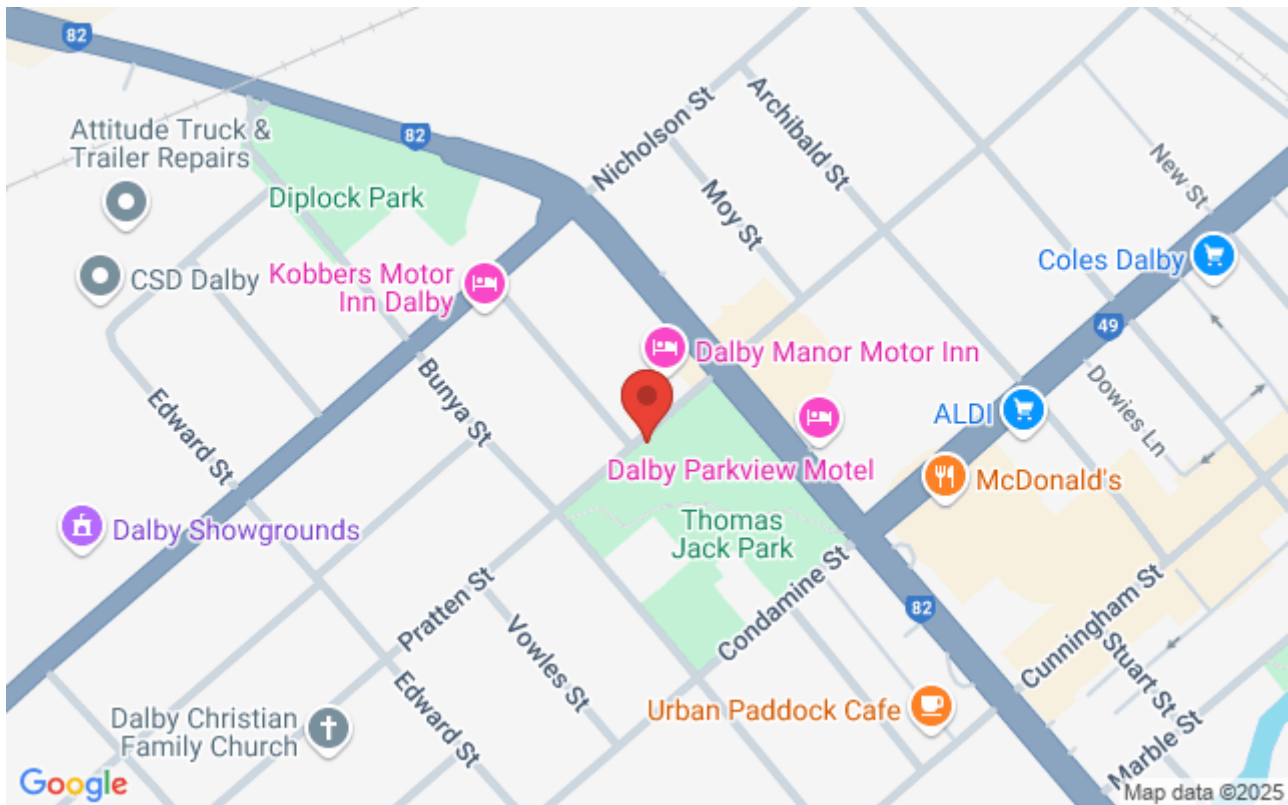 82
Nicholson St
Archibald St
New St
Attitude Truck &
Trailer Repairs
82
Diplock Park
Moy St
Coles Dalby
CSD Dalby
Kobbers Motor
Inn Dalby
49
Dalby Manor Motor Inn
Bunya St
Dowies Ln
Edward St
ALDI
Dalby Parkview Motel
McDonald's
Dalby Showgrounds
Thomas
Jack Park
Condamine St
Pratten St
82
Cunningham St
Vowles St
Stuart St
Edward St
Urban Paddock Cafe
Dalby Christian
Family Church
Marble St
Google
Map data ©2025